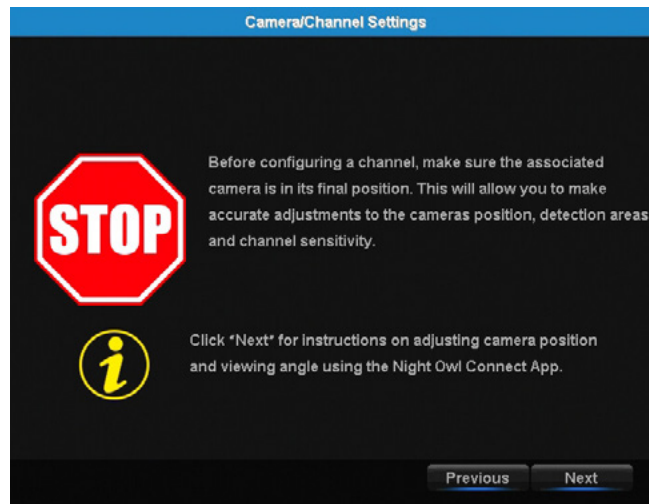 Camera/Channel Settings
Before configuring a channel, make sure the associated
camera is in its final position. This will allow you to make
accurate adjustments to the cameras position, detection areas
and channel sensitivity.
STOP
Click "Next" for instructions on adjusting camera position
and viewing angle using the Night Owl Connect App.
i
Previous Next